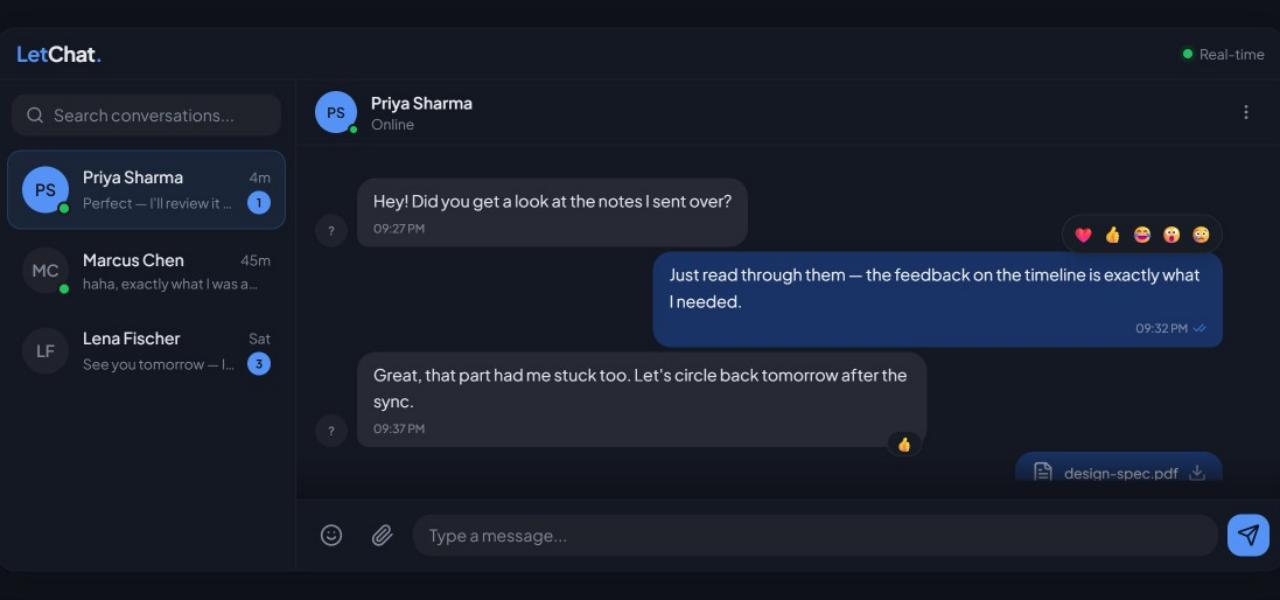 LetChat.
Real-time
Search conversations...
PS
Priya Sharma
4m
Perfect — I'll review it ...
1
MC
Marcus Chen
45m
haha, exactly what I was a...
LF
Lena Fischer
Sat
See you tomorrow — I...
3
PS
Priya Sharma
Online
Hey! Did you get a look at the notes I sent over?
09:27 PM
?
Just read through them — the feedback on the timeline is exactly what
I needed.
09:32 PM
Great, that part had me stuck too. Let's circle back tomorrow after the
sync.
09:37 PM
?
design-spec.pdf
Type a message...